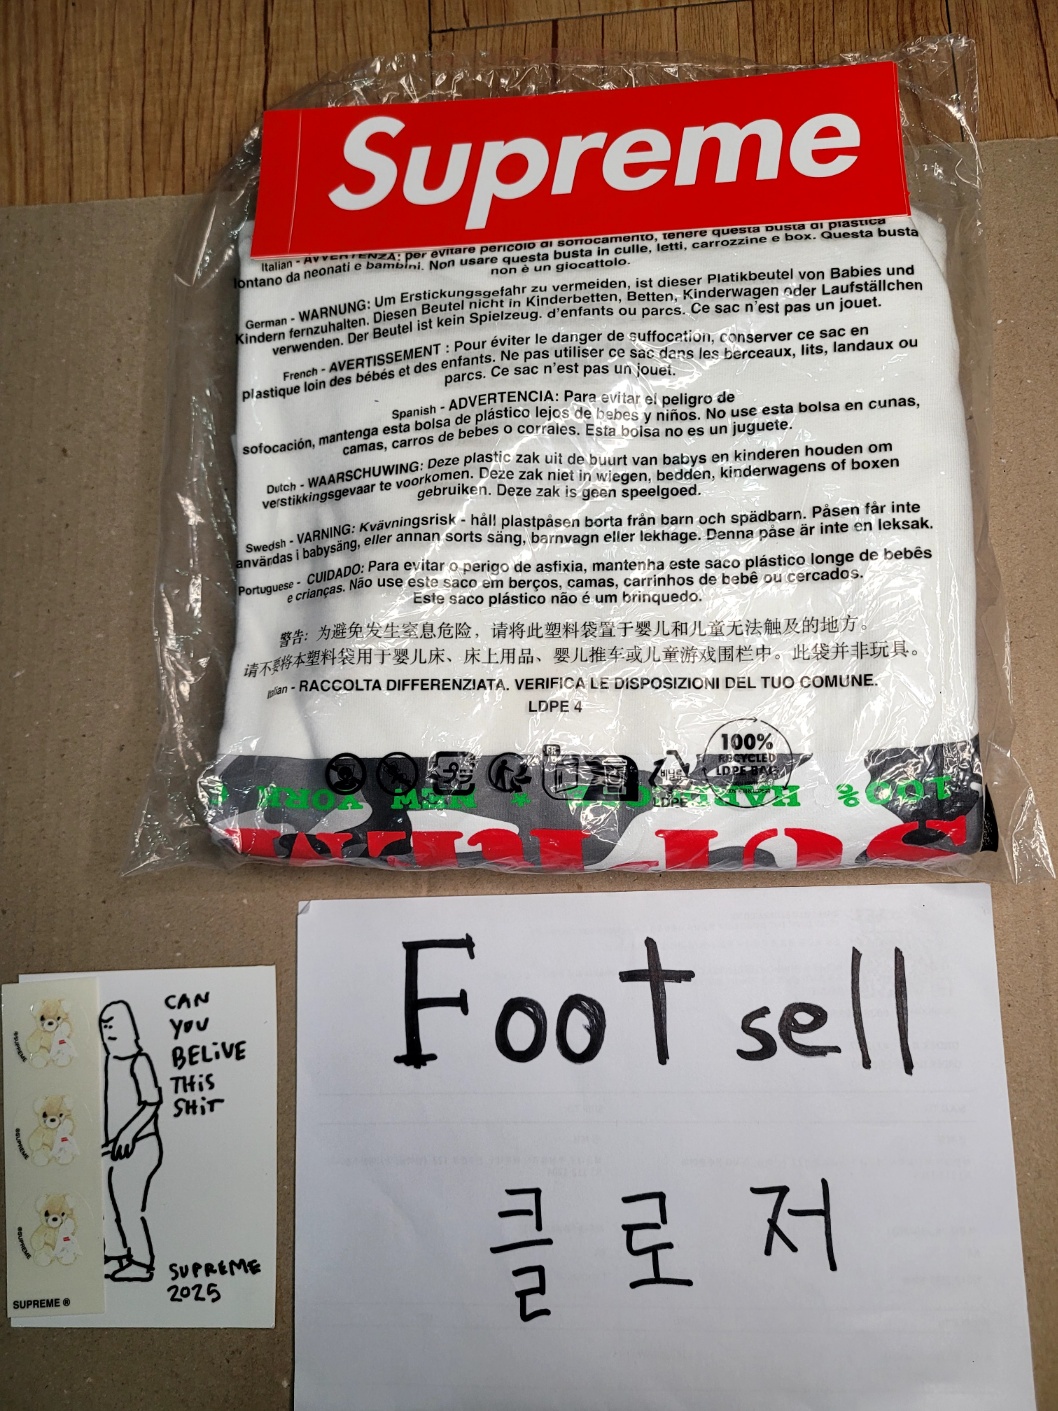 Supreme
Italian - AVVERTENZA: per evitare pericolo di soffocamento, tenere questa busta di plastica
lontano da neonati e bambini. Non usare questa busta in culle, letti, carrozzine e box. Questa busta
non è un giocattolo.
German - WARNUNG: Um Erstickungsgefahr zu vermeiden, ist dieser Platikbeutel von Babies und
Kindern fernzuhalten. Diesen Beutel nicht in Kinderbetten, Betten, Kinderwagen oder Laufställchen
verwenden. Der Beutel ist kein Spielzeug. d'enfants ou parcs. Ce sac n'est pas un jouet.
French - AVERTISSEMENT : Pour éviter le danger de suffocation, conserver ce sac en
plastique loin des bébés et des enfants. Ne pas utiliser ce sac dans les berceaux, lits, landaux ou
parcs. Ce sac n'est pas un jouet.
Spanish - ADVERTENCIA: Para evitar el peligro de
sofocación, mantenga esta bolsa de plástico lejos de bebes y niños. No use esta bolsa en cunas,
camas, carros de bebes o corrales. Esta bolsa no es un juguete.
Dutch - WAARSCHUWING: Deze plastic zak uit de buurt van babys en kinderen houden om
verstikkingsgevaar te voorkomen. Deze zak niet in wiegen, bedden, kinderwagens of boxen
gebruiken. Deze zak is geen speelgoed.
Swedsh - VARNING: Kvävningsrisk - håll plastpåsen borta från barn och spädbarn. Påsen får inte
användas i babysäng, eller annan sorts säng, barnvagn eller lekhage. Denna påse är inte en leksak.
Portuguese - CUIDADO: Para evitar o perigo de asfixia, mantenha este saco plástico longe de bebês
e crianças. Não use este saco em berços, camas, carrinhos de bebê ou cercados.
Este saco plástico não é um brinquedo.
警告: 为避免发生窒息危险，请将此塑料袋置于婴儿和儿童无法触及的地方。
请不要将本塑料袋用于婴儿床、床上用品、婴儿推车或儿童游戏围栏中。此袋并非玩具。
Italian - RACCOLTA DIFFERENZIATA. VERIFICA LE DISPOSIZIONI DEL TUO COMUNE.
LDPE 4
100%
RECYCLED
LDPE BAG
LDPE
100% HARDCORE * NEW YORK
Foot sell
클로저
CAN
YOU
BELIVE
THiS
SHiT
SUPREME
2025
@SUPREME
@SUPREME
@SUPREME
SUPREME ®